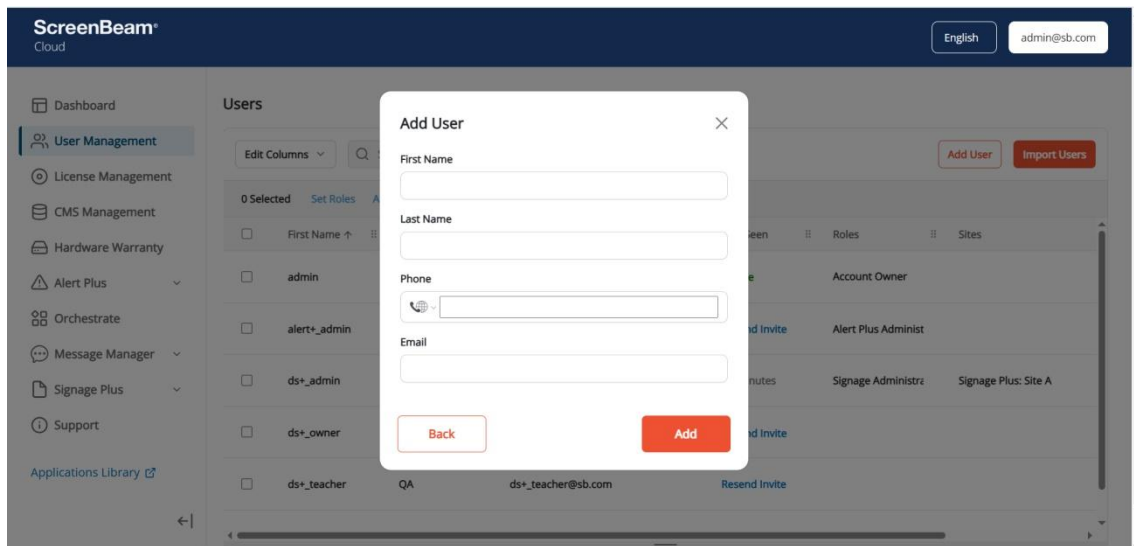 ScreenBeam®
Cloud
English
admin@sb.com
Dashboard
User Management
License Management
CMS Management
Hardware Warranty
Alert Plus
Orchestrate
Message Manager
Signage Plus
Support
Applications Library
Users
Edit Columns
Add User
Import Users
0 Selected Set Roles
First Name Roles Sites
admin Account Owner
alert+_admin Alert Plus Administ
ds+_admin Signage Administra Signage Plus: Site A
ds+_owner
ds+_teacher QA ds+_teacher@sb.com Resend Invite
Add User
First Name
Last Name
Phone
Email
Back Add